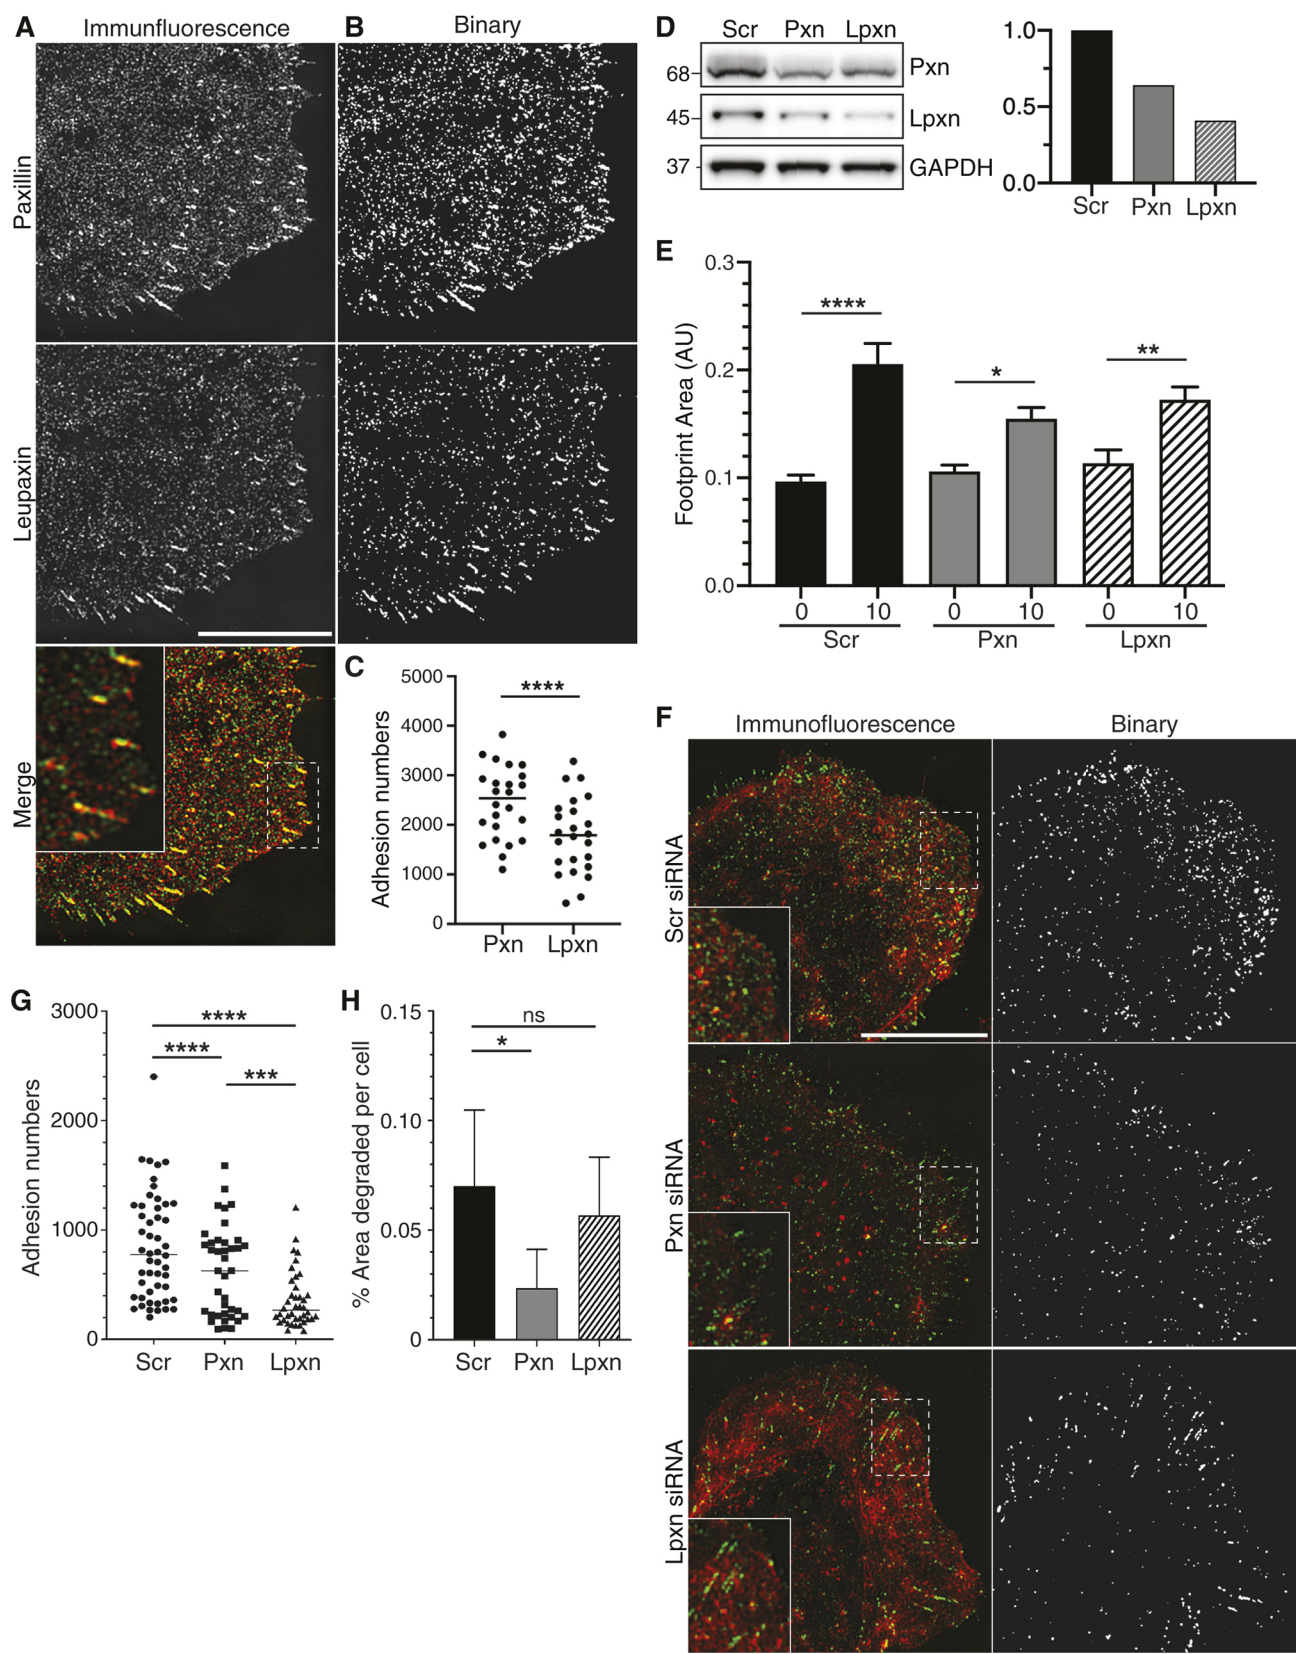 A
Immunfluorescence
B
Binary
Paxillin
Leupaxin
Merge
C
5000
4000
3000
2000
1000
0
Adhesion numbers
****
Pxn
Lpxn
D
Scr
Pxn
Lpxn
68
Pxn
45
Lpxn
37
GAPDH
1.0
0.5
0.0
Scr
Pxn
Lpxn
E
0.3
0.2
0.1
0.0
Footprint Area (AU)
****
*
**
0
10
0
10
0
10
Scr
Pxn
Lpxn
F
Immunofluorescence
Binary
Scr siRNA
Pxn siRNA
Lpxn siRNA
G
3000
2000
1000
0
Adhesion numbers
****
****
***
Scr
Pxn
Lpxn
H
0.15
0.10
0.05
0
% Area degraded per cell
ns
*
Scr
Pxn
Lpxn